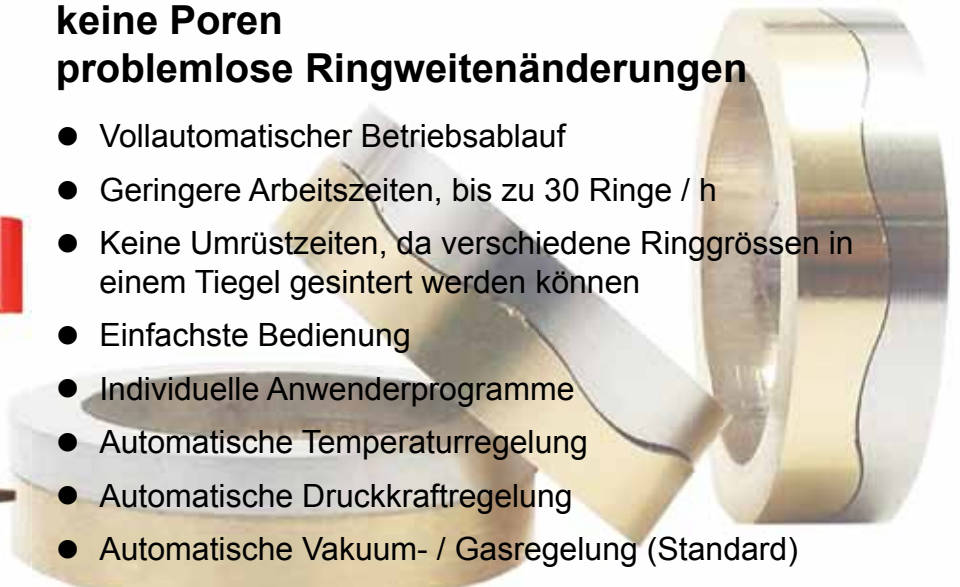 keine Poren
problemlose Ringweitenänderungen
● Vollautomatischer Betriebsablauf
● Geringere Arbeitszeiten, bis zu 30 Ringe / h
● Keine Umrüstzeiten, da verschiedene Ringgrössen in
einem Tiegel gesintert werden können
● Einfachste Bedienung
● Individuelle Anwenderprogramme
● Automatische Temperaturregelung
● Automatische Druckkraftregelung
● Automatische Vakuum- / Gasregelung (Standard)